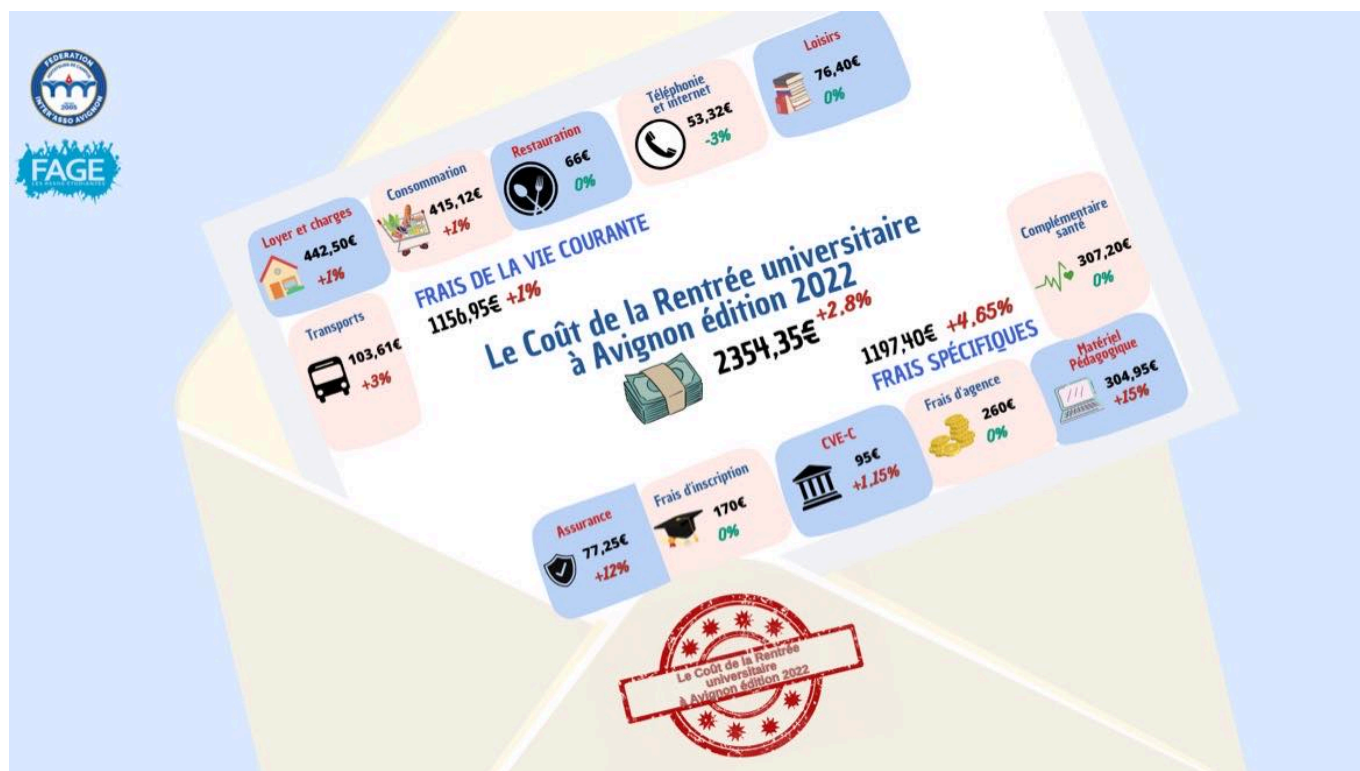 FEDERATION
INTER'ASSO AVIGNON
2005
FAGE
LES ASSOS ÉTUDIANTES
Loyer et charges
442,50€
+1%
Consommation
415,12€
+1%
Restauration
66€
0%
Téléphonie
et internet
53,32€
-3%
Loisirs
76,40€
0%
Transports
103,61€
+3%
FRAIS DE LA VIE COURANTE
1156,95€ +1%
Le Coût de la Rentrée universitaire
à Avignon édition 2022
2354,35€ +2,8%
1197,40€ +4,65%
FRAIS SPÉCIFIQUES
Complémentaire
santé
307,20€
0%
Matériel
Pédagogique
304,95€
+15%
Frais d'agence
260€
0%
CVE-C
95€
+1,15%
Frais d'inscription
170€
0%
Assurance
77,25€
+12%
Le Coût de la Rentrée
universitaire
à Avignon édition 2022